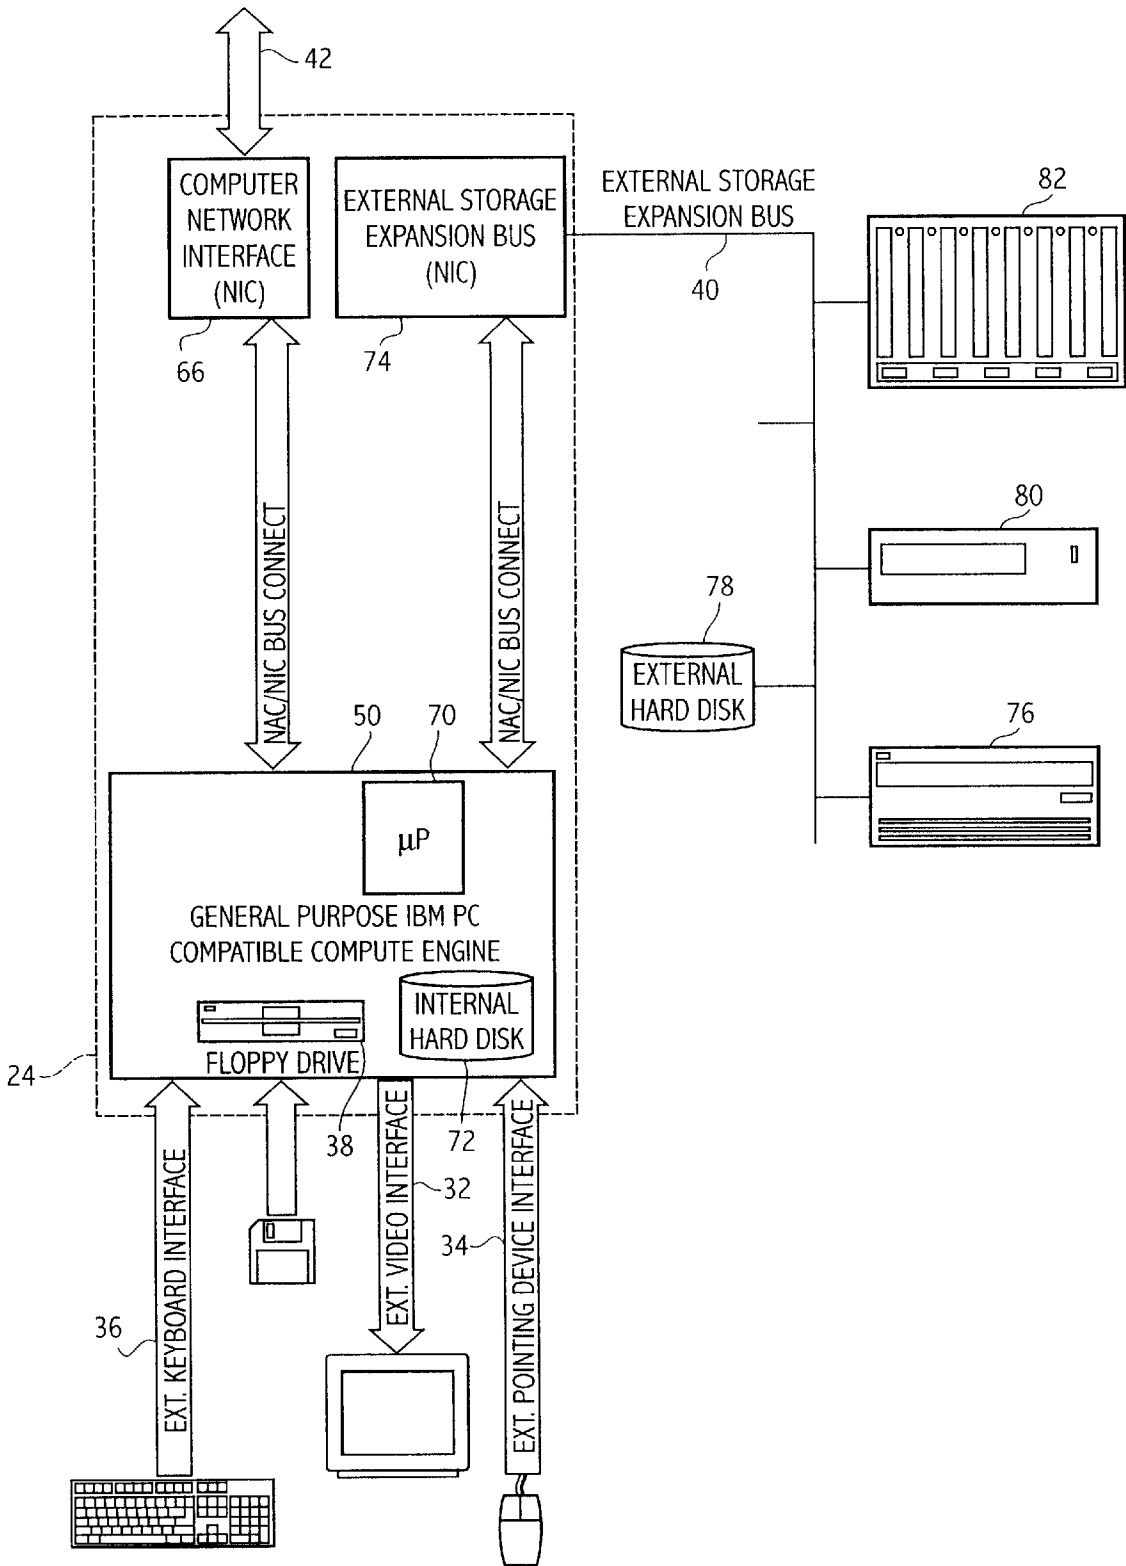 42
COMPUTER
NETWORK
INTERFACE
(NIC)
66
EXTERNAL STORAGE
EXPANSION BUS
(NIC)
74
EXTERNAL STORAGE
EXPANSION BUS
40
82
80
78
EXTERNAL
HARD DISK
76
NAC/NIC BUS CONNECT
NAC/NIC BUS CONNECT
50
70
μP
GENERAL PURPOSE IBM PC
COMPATIBLE COMPUTE ENGINE
INTERNAL
HARD DISK
FLOPPY DRIVE
24
38
72
32
34
36
EXT. KEYBOARD INTERFACE
EXT. VIDEO INTERFACE
EXT. POINTING DEVICE INTERFACE